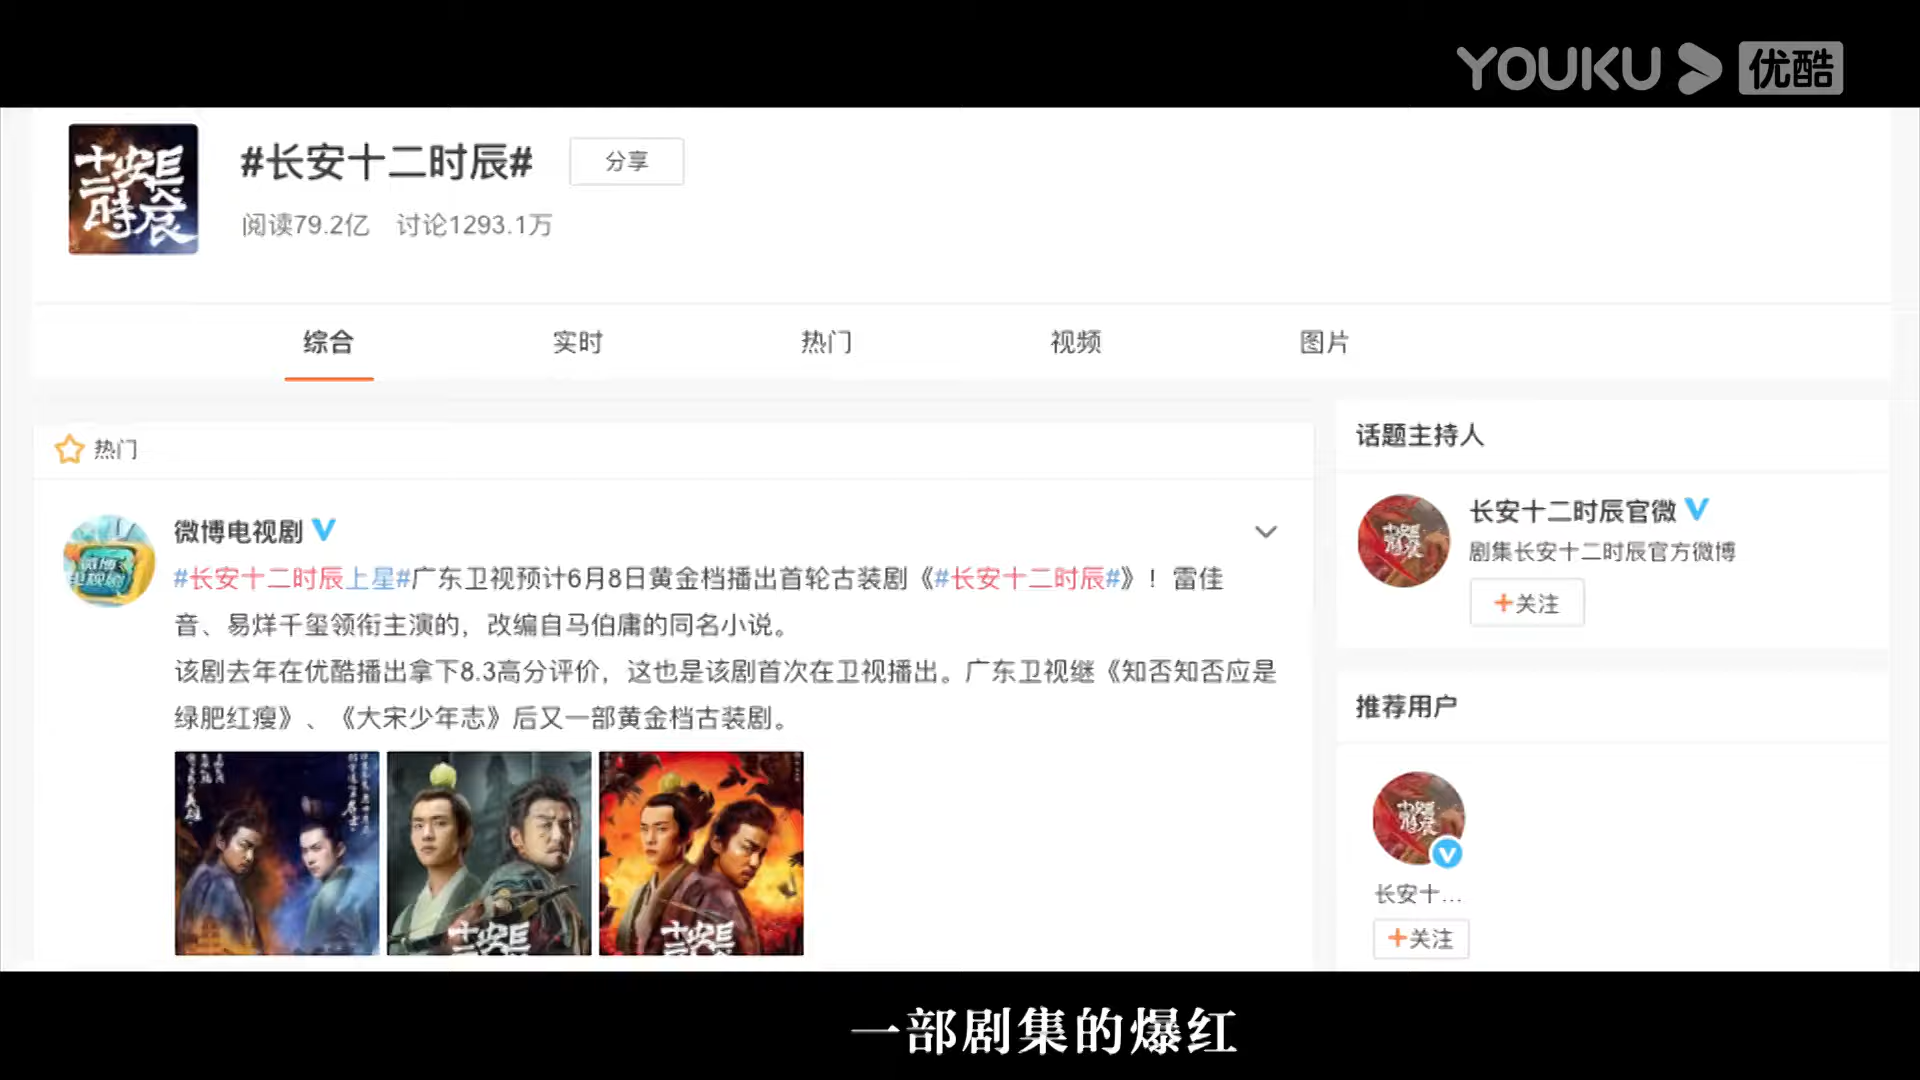 YOUKU 优酷
#长安十二时辰#
分享
阅读79.2亿 讨论1293.1万
综合 实时 热门 视频 图片
热门
微博电视剧
#长安十二时辰上星#广东卫视预计6月8日黄金档播出首轮古装剧《#长安十二时辰#》！雷佳
音、易烊千玺领衔主演的，改编自马伯庸的同名小说。
该剧去年在优酷播出拿下8.3高分评价，这也是该剧首次在卫视播出。广东卫视继《知否知否应是
绿肥红瘦》、《大宋少年志》后又一部黄金档古装剧。
话题主持人
长安十二时辰官微
剧集长安十二时辰官方微博
+关注
推荐用户
长安十...
+关注
一部剧集的爆红